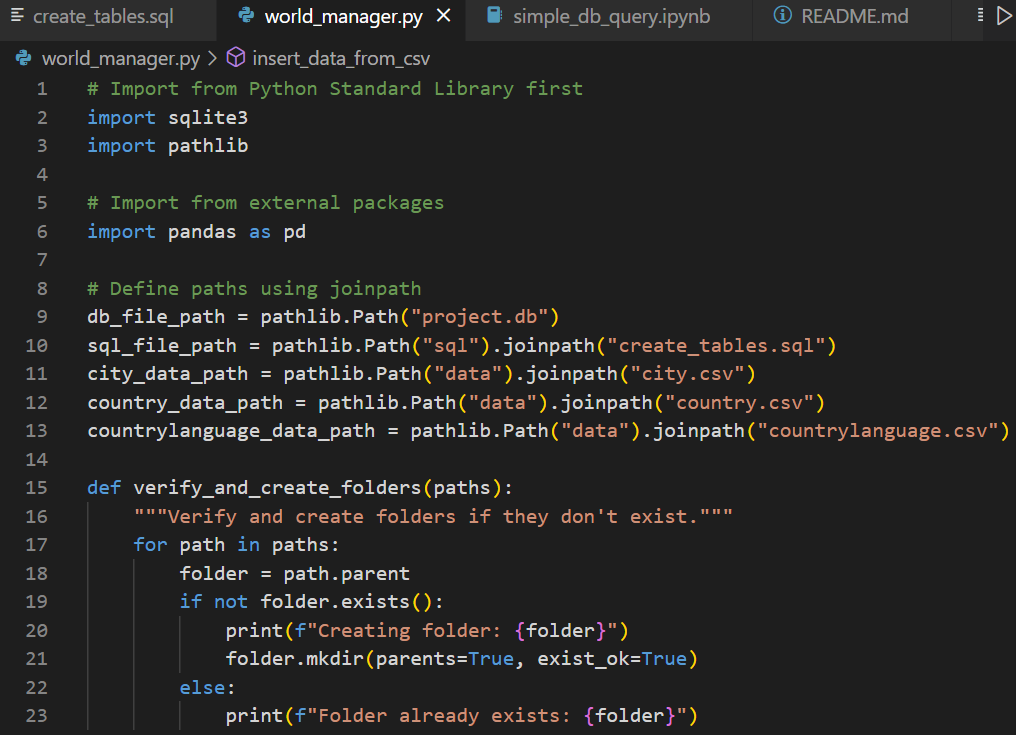 create_tables.sql world_manager.py simple_db_query.ipynb README.md
world_manager.py > insert_data_from_csv
1 # Import from Python Standard Library first
2 import sqlite3
3 import pathlib
4
5 # Import from external packages
6 import pandas as pd
7
8 # Define paths using joinpath
9 db_file_path = pathlib.Path("project.db")
10 sql_file_path = pathlib.Path("sql").joinpath("create_tables.sql")
11 city_data_path = pathlib.Path("data").joinpath("city.csv")
12 country_data_path = pathlib.Path("data").joinpath("country.csv")
13 countrylanguage_data_path = pathlib.Path("data").joinpath("countrylanguage.csv")
14
15 def verify_and_create_folders(paths):
16     """Verify and create folders if they don't exist."""
17     for path in paths:
18         folder = path.parent
19         if not folder.exists():
20             print(f"Creating folder: {folder}")
21             folder.mkdir(parents=True, exist_ok=True)
22         else:
23             print(f"Folder already exists: {folder}")